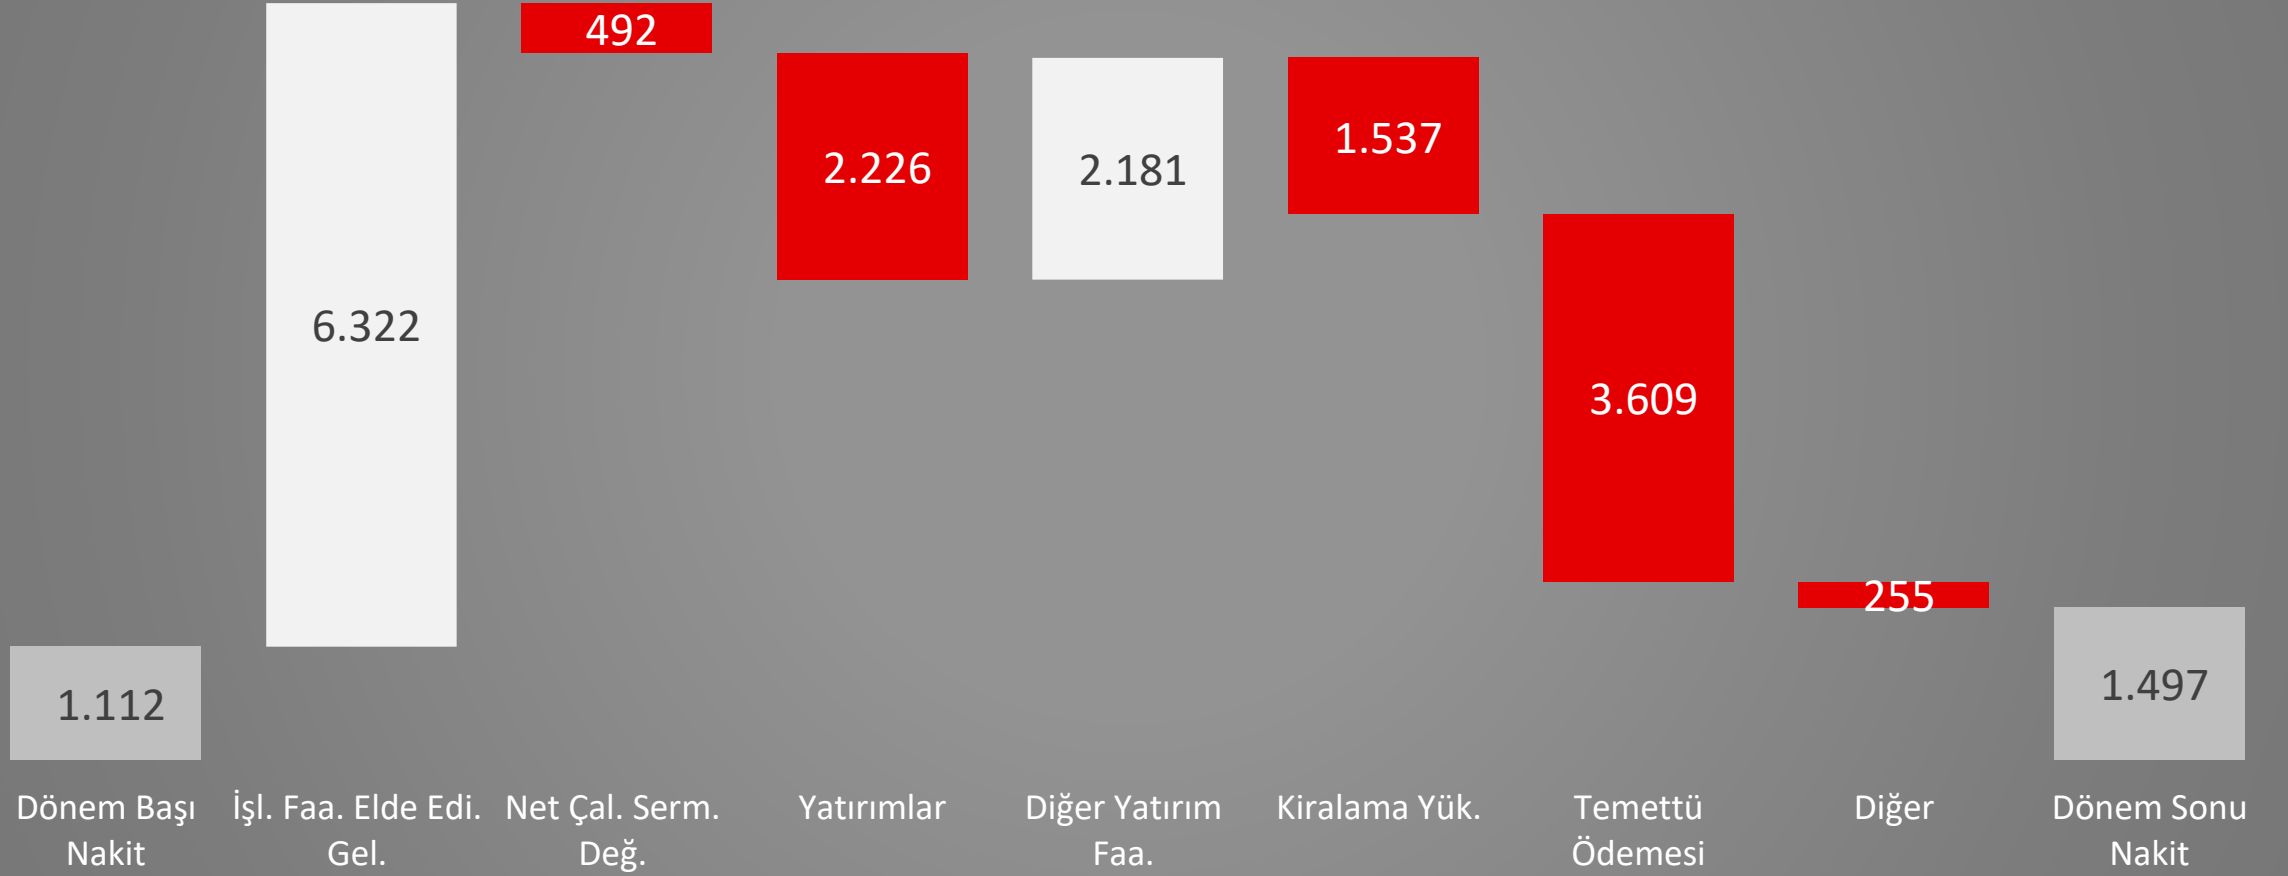 492
2.226
2.181
1.537
6.322
3.609
255
1.112
1.497
Dönem Başı
Nakit
İşl. Faa. Elde Edi.
Gel.
Net Çal. Serm.
Değ.
Yatırımlar
Diğer Yatırım
Faa.
Kiralama Yük.
Temettü
Ödemesi
Diğer
Dönem Sonu
Nakit